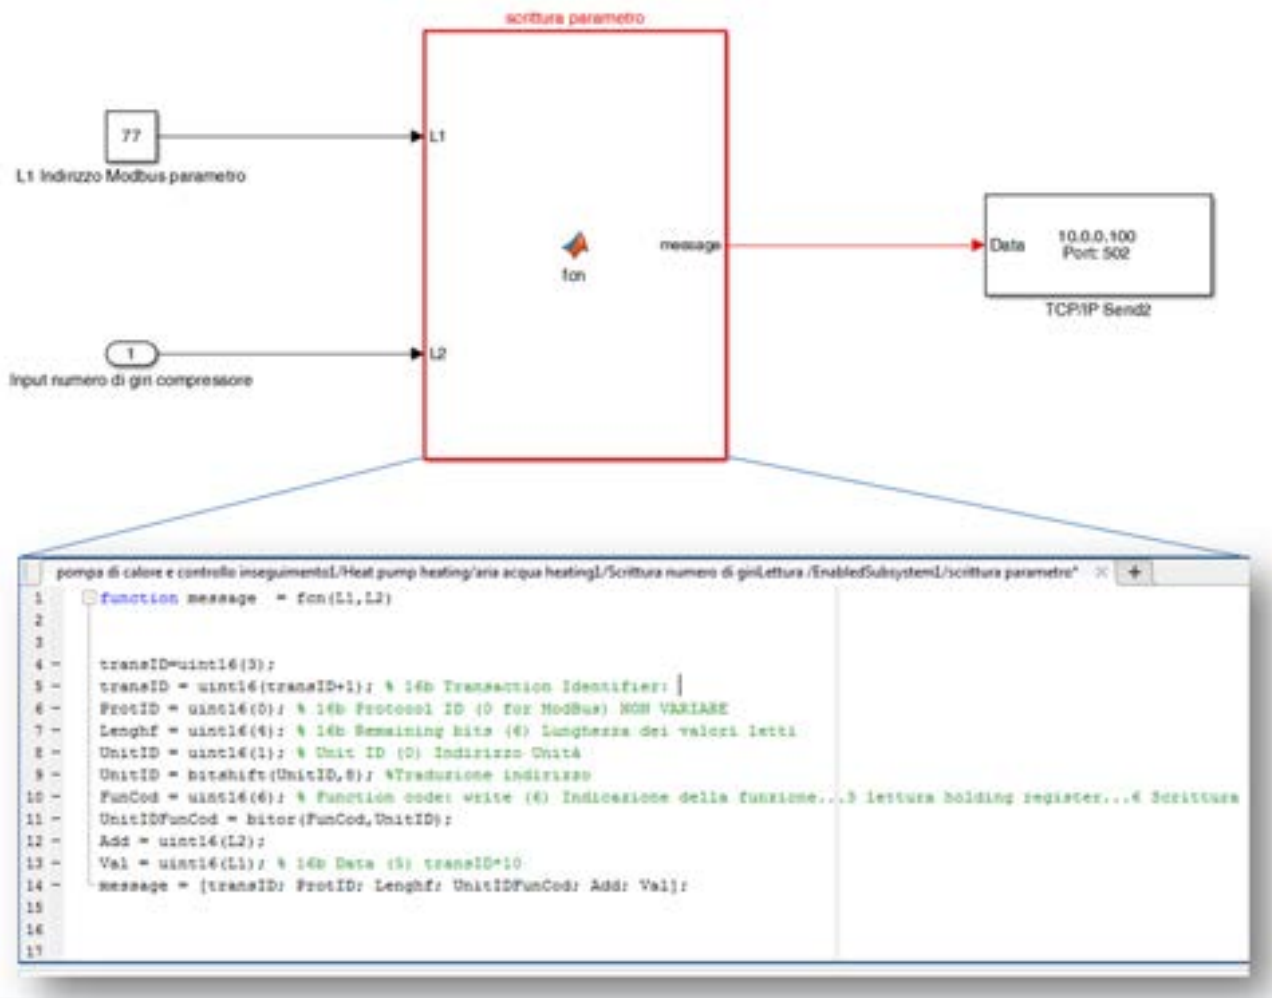 scrittura parametro
77
L1
L1 Indirizzo Modbus parametro
message
Data
10.0.0.100
Port: 502
fcn
TCP/IP Send2
1
L2
Input numero di giri compressore
pompa di calore e controllo inseguimento1/Heat pump heating/aria acqua heating1/Scrittura numero di giriLettura /EnabledSubsystem1/scrittura parametro* × +
1 function message = fcn(L1,L2)
2
3
4 - transID=uint16(3);
5 - transID = uint16(transID+1); % 16b Transaction Identifier:
6 - ProtID = uint16(0); % 16b Protocol ID (0 for ModBus) NON VARIARE
7 - Lenghf = uint16(6); % 16b Remaining bits (6) Lunghezza dei valori letti
8 - UnitID = uint16(1); % Unit ID (0) Indirizzo Unità
9 - UnitID = bitshift(UnitID,8); %Traduzione indirizzo
10 - FunCod = uint16(6); % Function code: write (6) Indicazione della funzione...3 lettura holding register...6 Scrittura
11 - UnitIDFunCod = bitor(FunCod,UnitID);
12 - Add = uint16(L2);
13 - Val = uint16(L1); % 16b Data (5) transID*10
14 - message = [transID; ProtID; Lenghf; UnitIDFunCod; Add; Val];
15
16
17